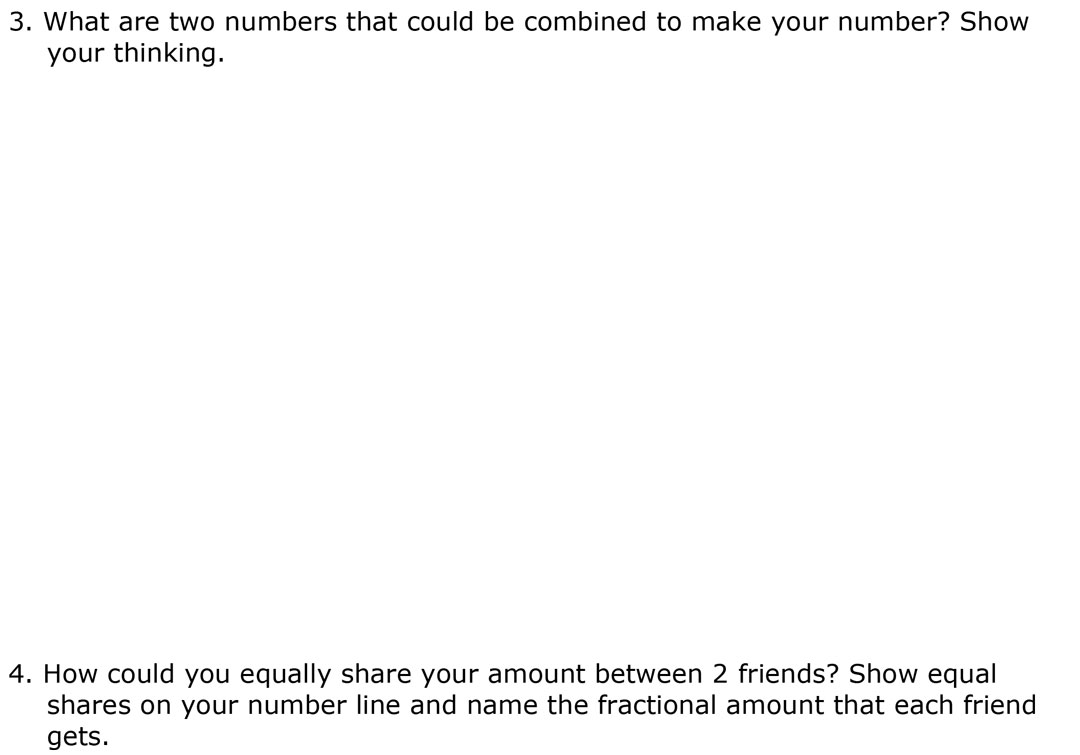 3. What are two numbers that could be combined to make your number? Show
your thinking.
4. How could you equally share your amount between 2 friends? Show equal
shares on your number line and name the fractional amount that each friend
gets.